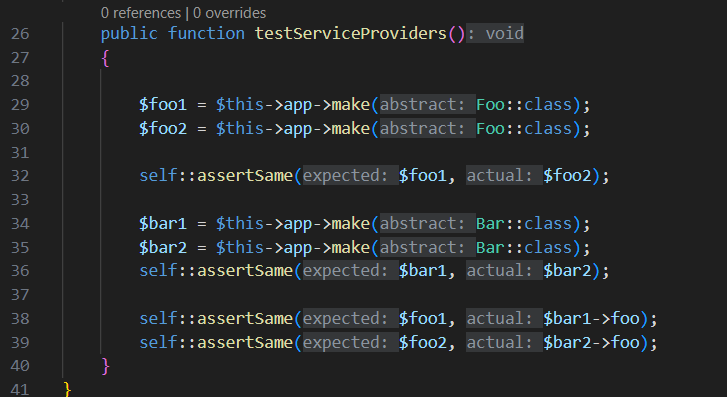 0 references | 0 overrides
26 public function testServiceProviders(): void
27 {
28
29 $foo1 = $this->app->make(abstract: Foo::class);
30 $foo2 = $this->app->make(abstract: Foo::class);
31
32 self::assertSame(expected: $foo1, actual: $foo2);
33
34 $bar1 = $this->app->make(abstract: Bar::class);
35 $bar2 = $this->app->make(abstract: Bar::class);
36 self::assertSame(expected: $bar1, actual: $bar2);
37
38 self::assertSame(expected: $foo1, actual: $bar1->foo);
39 self::assertSame(expected: $foo2, actual: $bar2->foo);
40 }
41 }